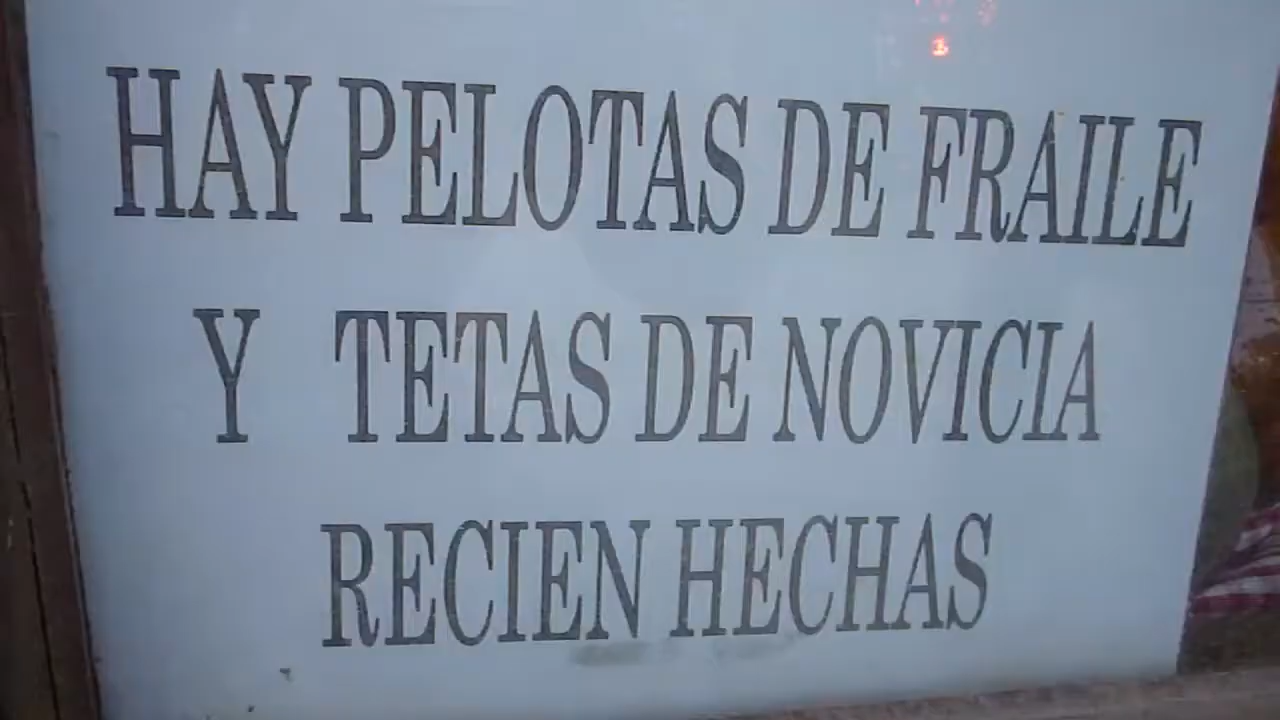 HAY PELOTAS DE FRAILE
Y TETAS DE NOVICIA
RECIEN HECHAS